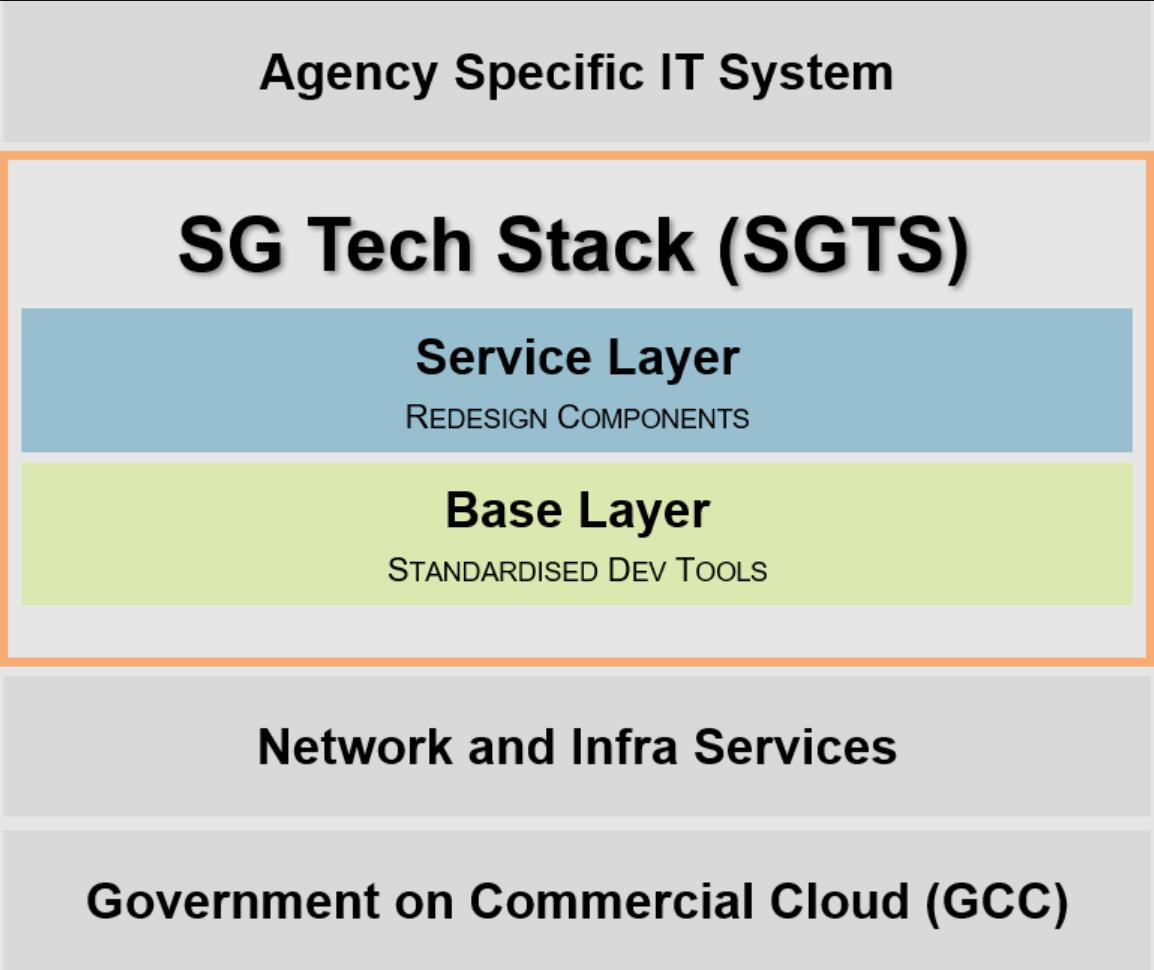 Agency Specific IT System
SG Tech Stack (SGTS)
Service Layer
REDESIGN COMPONENTS
Base Layer
STANDARDISED DEV TOOLS
Network and Infra Services
Government on Commercial Cloud (GCC)